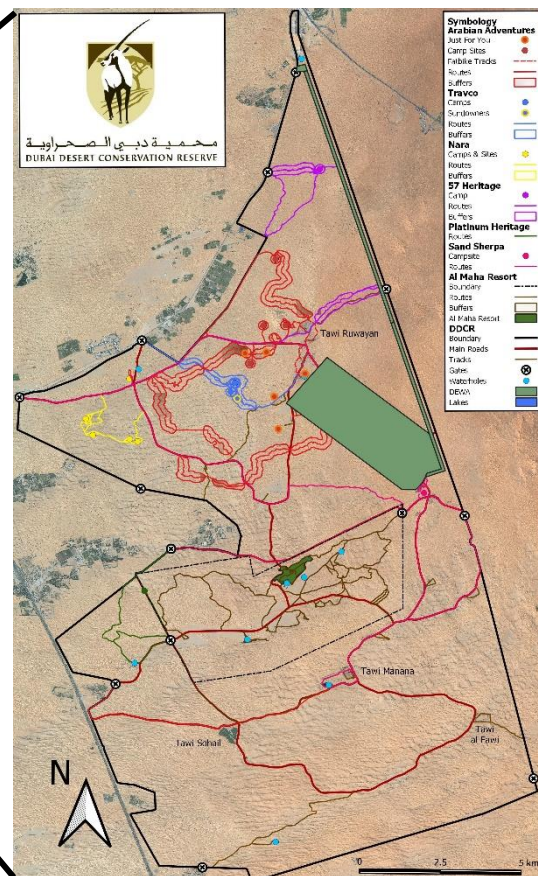 محمية دبي الصحراوية
DUBAI DESERT CONSERVATION RESERVE
Symbology
Arabian Adventures
Just For You
Camp Sites
Fatbike Tracks
Routes
Buffers
Travco
Camps
Sundowners
Routes
Buffers
Nara
Camps & Sites
Routes
Buffers
57 Heritage
Camp
Routes
Buffers
Platinum Heritage
Routes
Sand Sherpa
Campsite
Routes
Al Maha Resort
Boundary
Routes
Buffers
Al Maha Resort
DDCR
Boundary
Main Roads
Tracks
Gates
Waterholes
DEWA
Lakes
Tawi Ruwayan
Tawi Manana
Tawi Sohail
Tawi
al Fawi
N
0 2.5 5 km